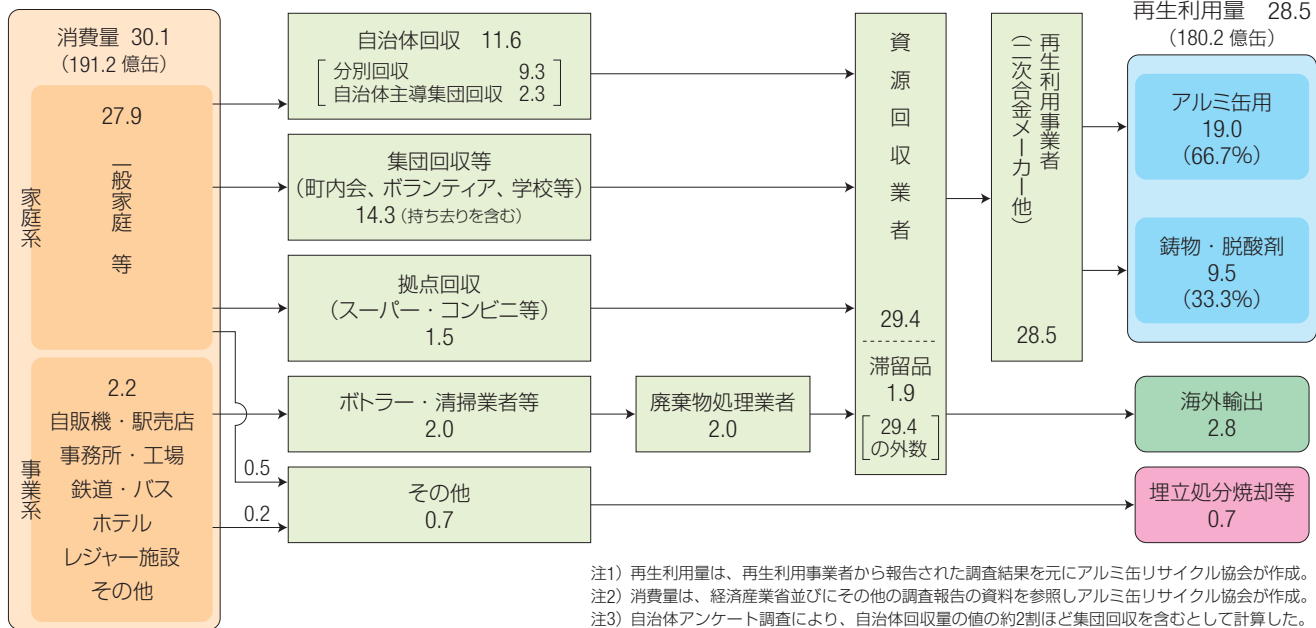 消費量 30.1
(191.2 億缶)
家庭系
27.9
一般家庭 等
事業系
2.2
自販機・駅売店
事務所・工場
鉄道・バス
ホテル
レジャー施設
その他
自治体回収 11.6
分別回収 9.3
自治体主導集団回収 2.3
集団回収等
(町内会、ボランティア、学校等)
14.3 (持ち去りを含む)
拠点回収
(スーパー・コンビニ等)
1.5
ボトラー・清掃業者等
2.0
廃棄物処理業者
2.0
0.5
0.2
その他
0.7
資源回収業者
29.4
滞留品
1.9
[29.4
の外数]
再生利用事業者
(二次合金メーカー他)
28.5
再生利用量 28.5
(180.2 億缶)
アルミ缶用
19.0
(66.7%)
鋳物・脱酸剤
9.5
(33.3%)
海外輸出
2.8
埋立処分焼却等
0.7
注1) 再生利用量は、再生利用事業者から報告された調査結果を元にアルミ缶リサイクル協会が作成。
注2) 消費量は、経済産業省並びにその他の調査報告の資料を参照しアルミ缶リサイクル協会が作成。
注3) 自治体アンケート調査により、自治体回収量の値の約2割ほど集団回収を含むとして計算した。